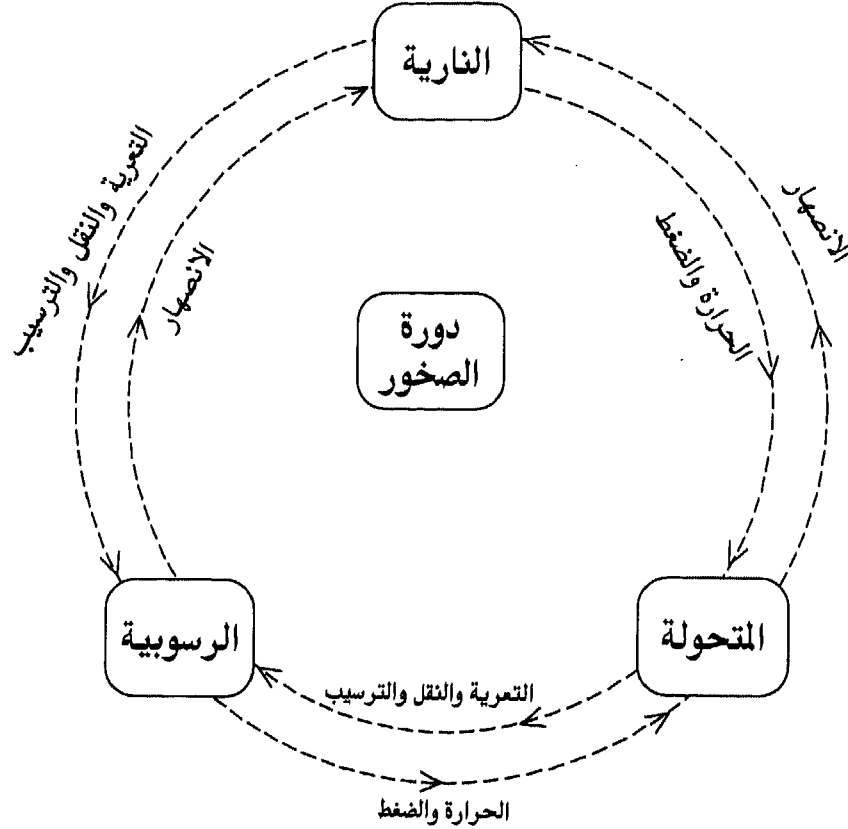 النارية
التعرية والنقل والترسيب
الانصهار
الحرارة والضغط
الانصهار
دورة
الصخور
المتحولة
الرسوبية
التعرية والنقل والترسيب
الحرارة والضغط